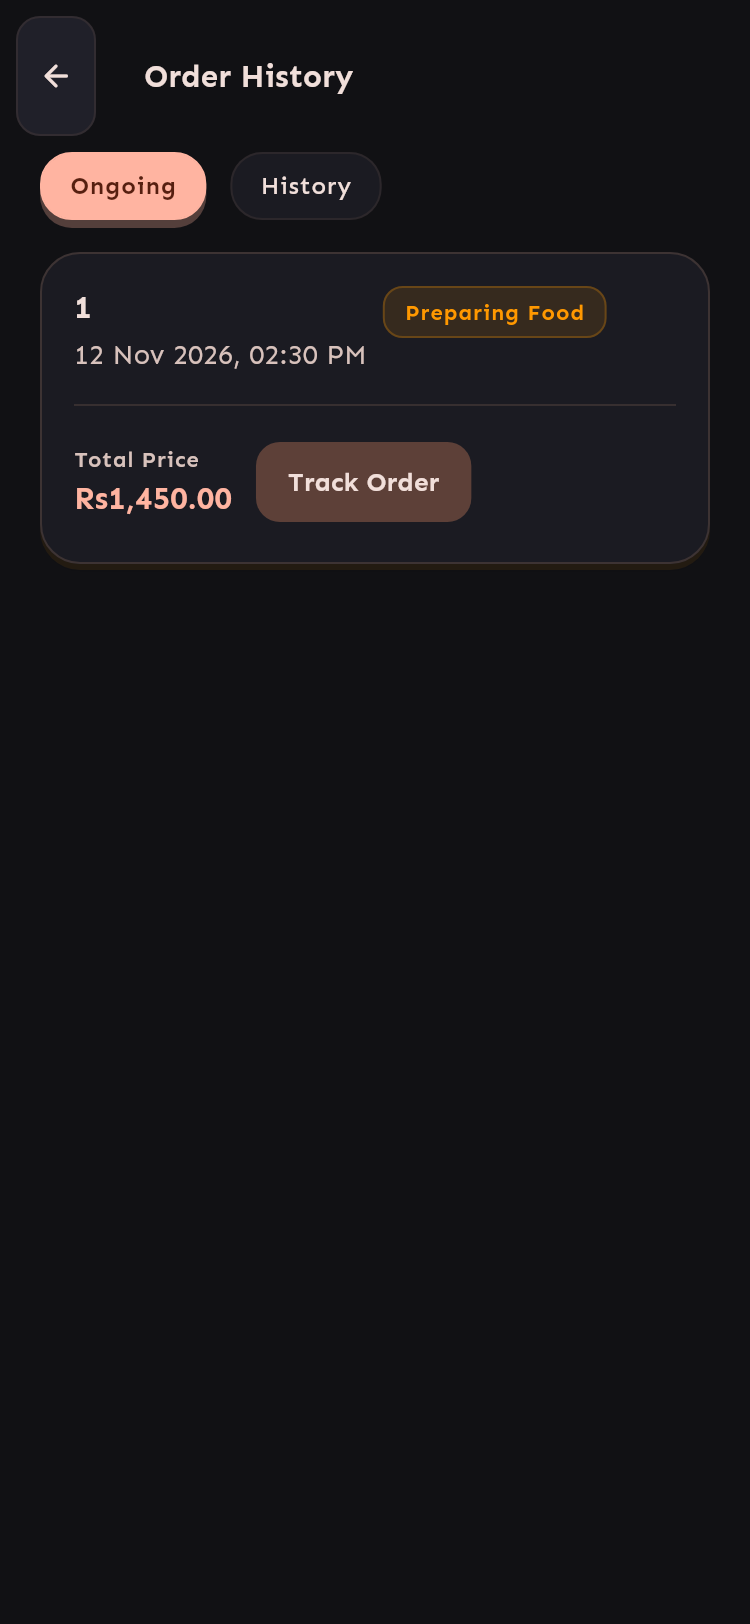 Order History
Ongoing
History
1
Preparing Food
12 Nov 2026, 02:30 PM
Total Price
Rs1,450.00
Track Order